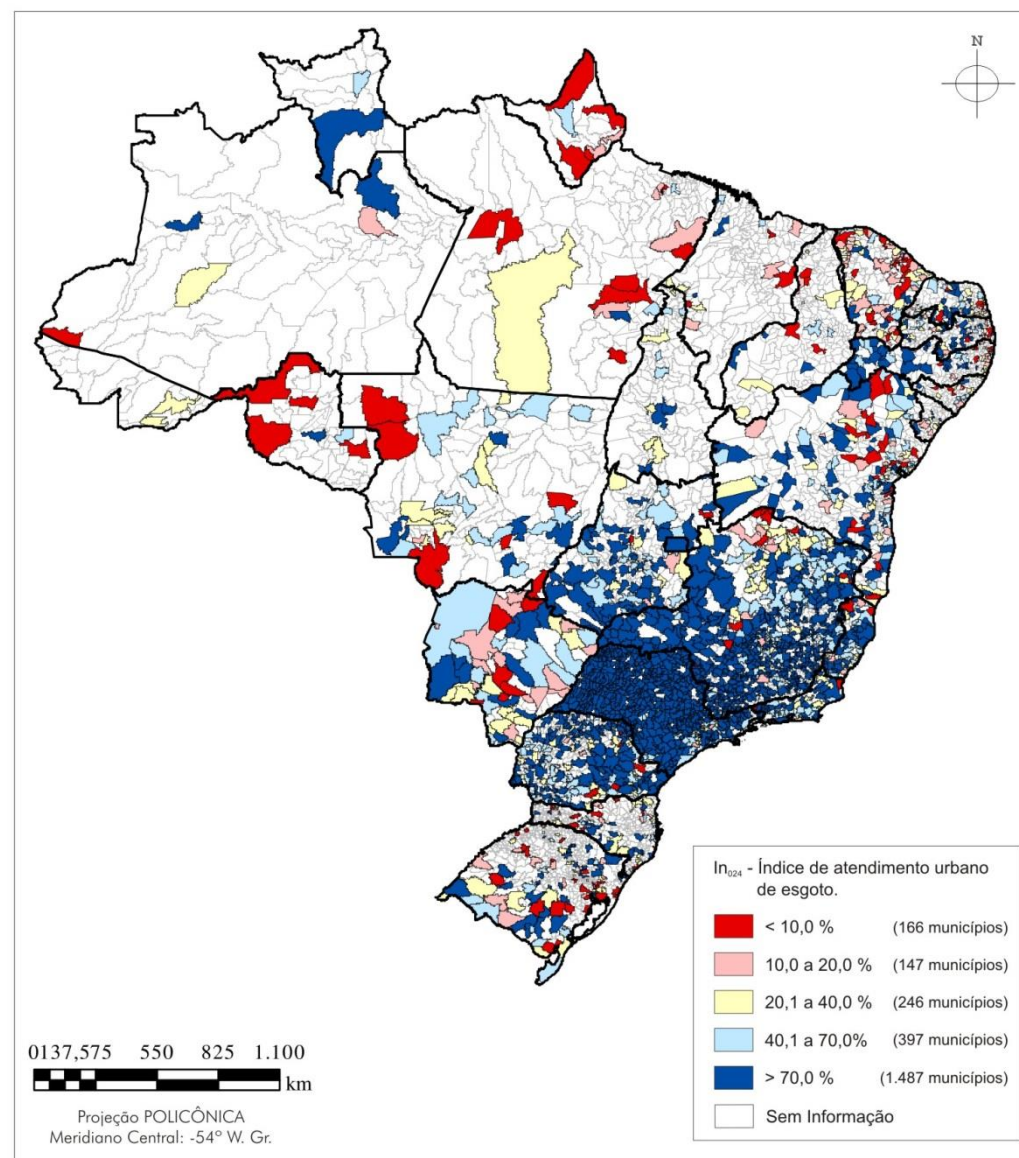 N
In024 - Índice de atendimento urbano
de esgoto.
< 10,0 % (166 municípios)
10,0 a 20,0 % (147 municípios)
20,1 a 40,0 % (246 municípios)
40,1 a 70,0% (397 municípios)
> 70,0 % (1.487 municípios)
Sem Informação
0137,575 550 825 1.100
km
Projeção POLICÔNICA
Meridiano Central: -54º W. Gr.